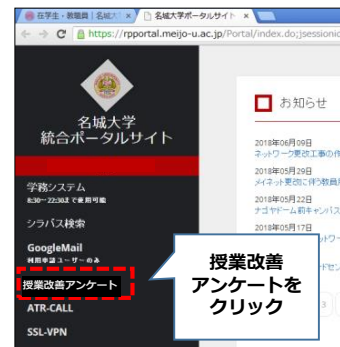 在学生・教職員｜名城大
名城大学ポータルサイト
https://rpportal.meijo-u.ac.jp/Portal/index.do;jsessionid
名城大学
統合ポータルサイト
学務システム
8:30～22:30まで使用可能
シラバス検索
GoogleMail
利用申請ユーザーのみ
授業改善アンケート
ATR-CALL
SSL-VPN
お知らせ
2018年06月09日
ネットワーク更改工事の作
2018年05月29日
メイネット更改に伴う教員用
2018年05月22日
ナゴヤドーム前キャンパス
2018年05月17日
トワー
ドセン
3
授業改善
アンケートを
クリック